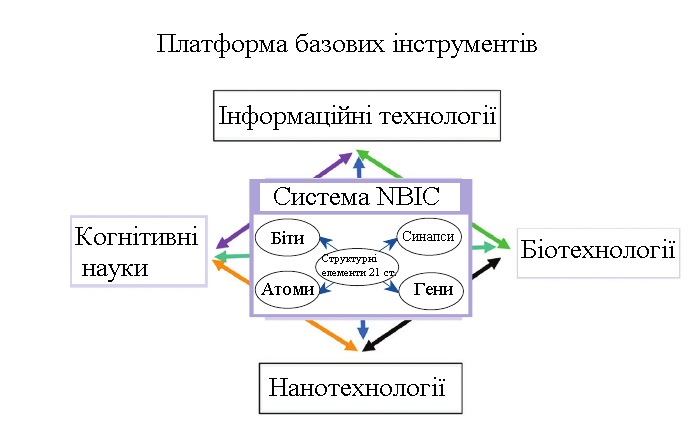 Платформа базових інструментів
Інформаційні технології
Система NBIC
Когнітивні
науки
Біти
Синапси
Структурні
елементи 21 ст.
Атоми
Гени
Біотехнології
Нанотехнології